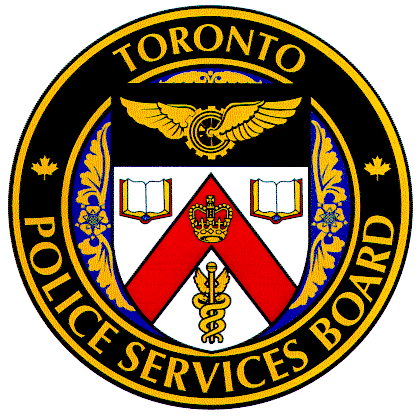 TORONTO
POLICE SERVICES BOARD